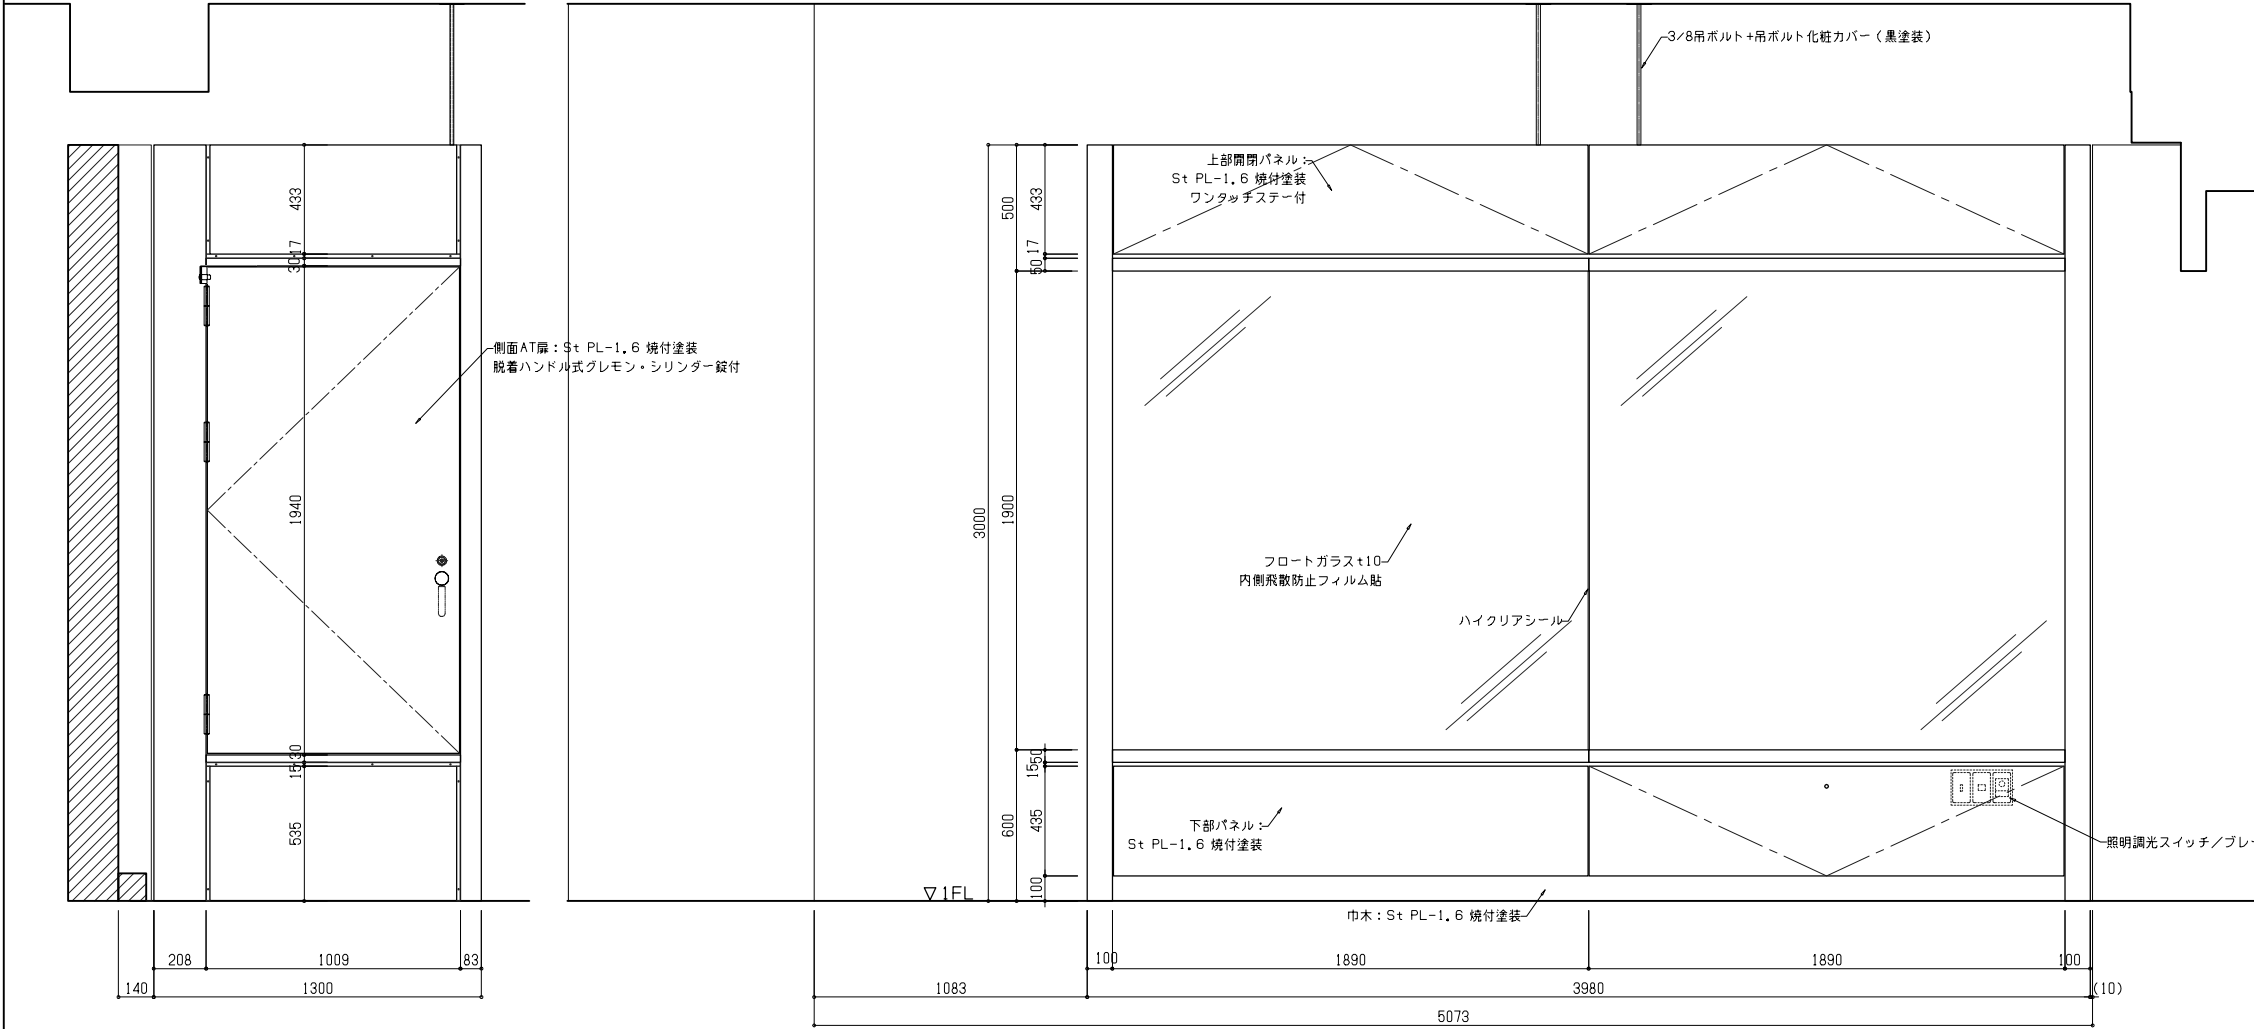 3/8吊ボルト+吊ボルト化粧カバー（黒塗装）
上部開閉パネル：
St PL-1.6 焼付塗装
ワンタッチステー付
433
17
30
1940
30
15
535
側面AT扉：St PL-1.6 焼付塗装
脱着ハンドル式グレモン・シリンダー錠付
3000
500
1900
600
433
17
50
50
15
435
100
フロートガラスt10
内側飛散防止フィルム貼
ハイクリアシール
下部パネル：
St PL-1.6 焼付塗装
照明調光スイッチ／ブレ
▽1FL
巾木：St PL-1.6 焼付塗装
208 1009 83
140 1300
100 1890 1890 100
1083 3980 (10)
5073